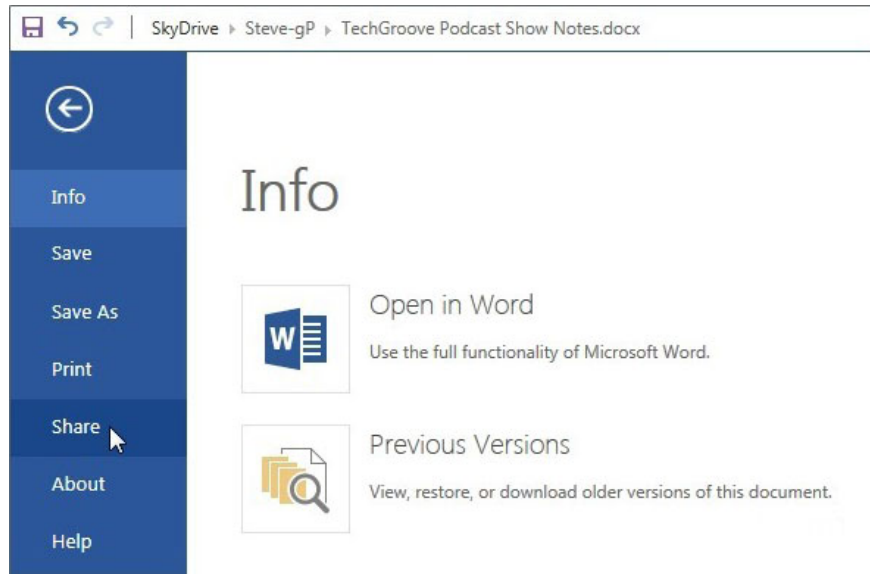 SkyDrive ▸ Steve-gP ▸ TechGroove Podcast Show Notes.docx
Info
Save
Save As
Print
Share
About
Help
Info
Open in Word
W
Use the full functionality of Microsoft Word.
Previous Versions
View, restore, or download older versions of this document.